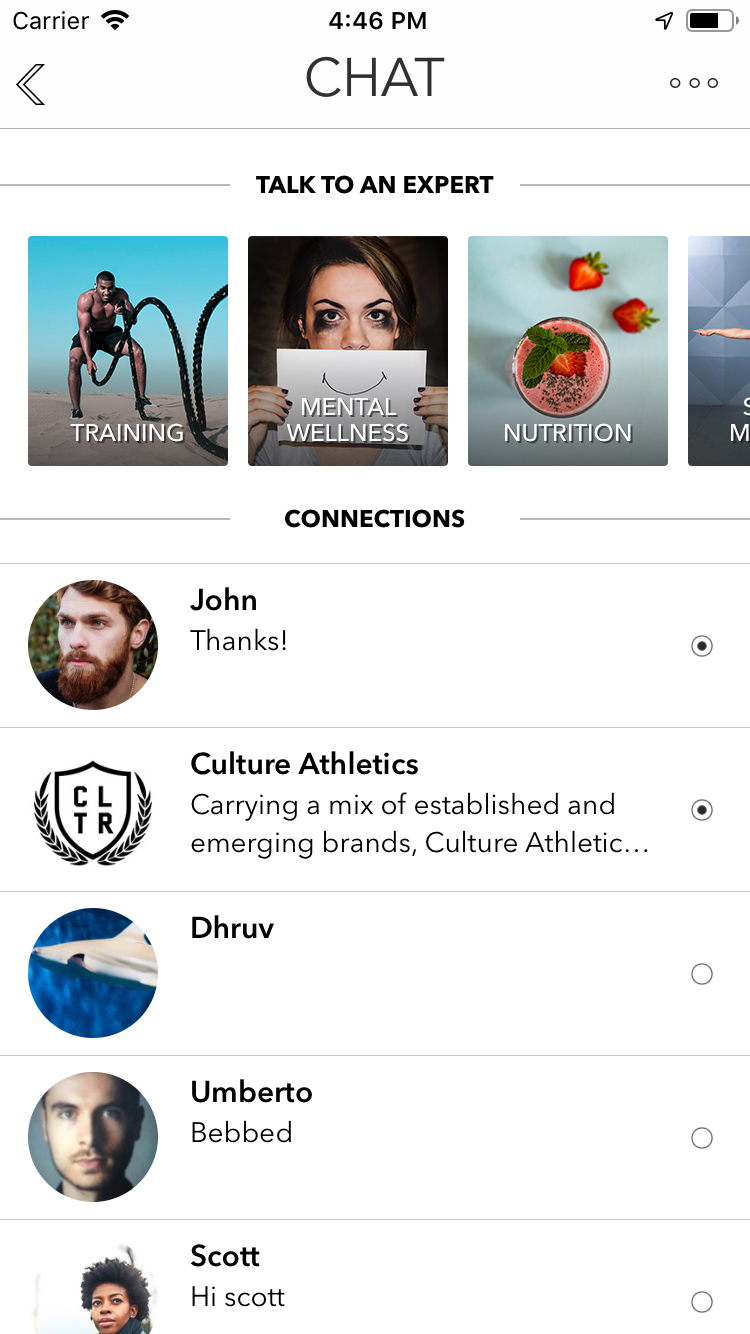 Carrier 4:46 PM
CHAT
TALK TO AN EXPERT
TRAINING
MENTAL
WELLNESS
NUTRITION
S
M
CONNECTIONS
John
Thanks!
CL
TR
Culture Athletics
Carrying a mix of established and
emerging brands, Culture Athletic…
Dhruv
Umberto
Bebbed
Scott
Hi scott